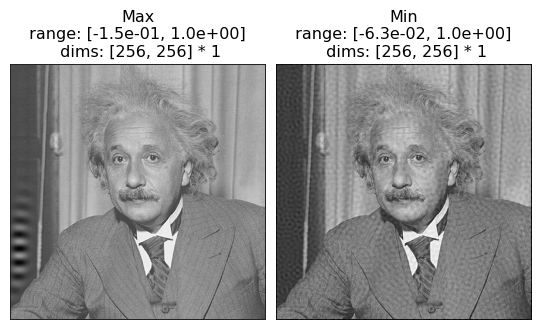 Max
range: [-1.5e-01, 1.0e+00]
dims: [256, 256] * 1
Min
range: [-6.3e-02, 1.0e+00]
dims: [256, 256] * 1